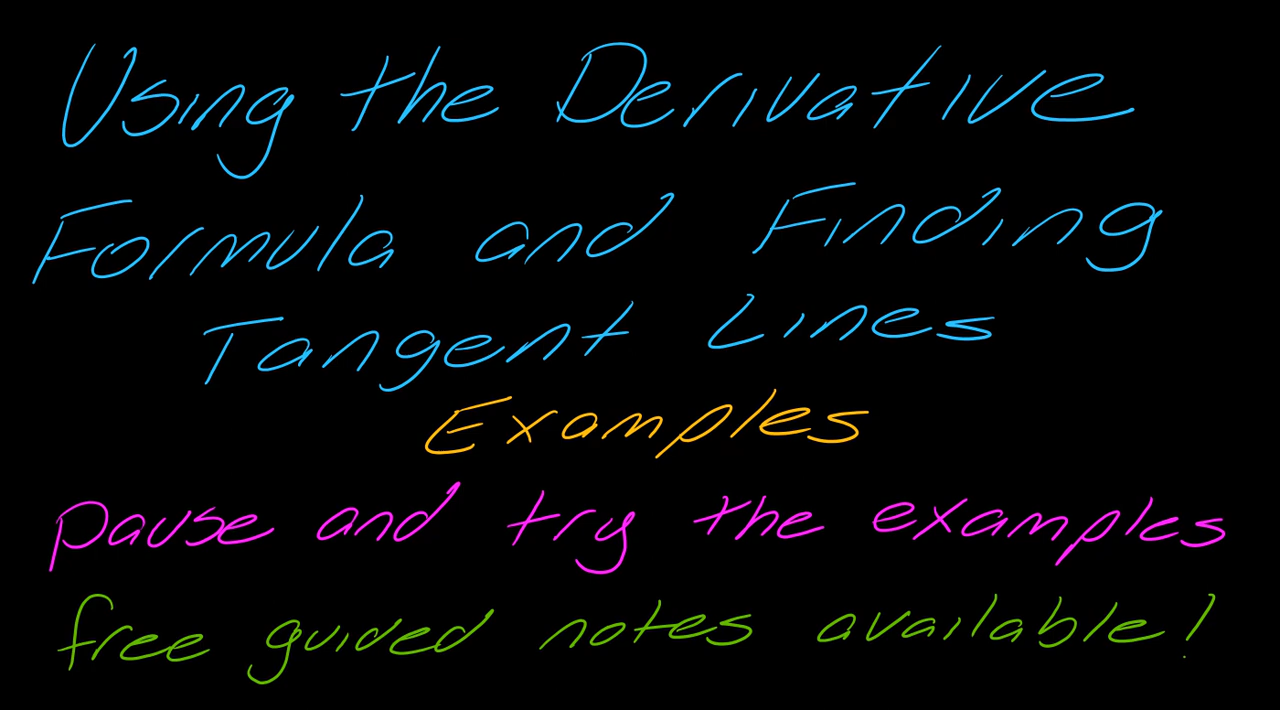 Using the Derivative
Formula and Finding
Tangent Lines
Examples
pause and try the examples
free guided notes available!